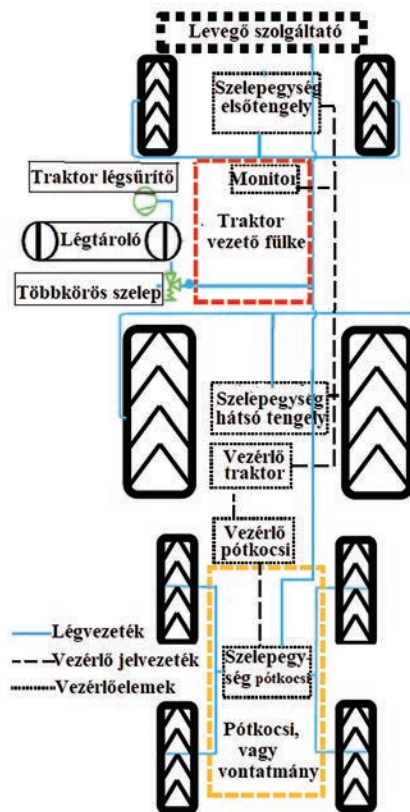 Levegő szolgáltató
Szelepegység
elsőtengely
Monitor
Traktor légsűrítő
Traktor
vezető fülke
Légtároló
Többkörös szelep
Szelepegység
hátsó tengely
Vezérlő
traktor
Vezérlő
pótkocsi
Légvezeték
Vezérlő jelvezeték
Vezérlőelemek
Szelepegy-
ség pótkocsi
Pótkocsi,
vagy
vontatmány